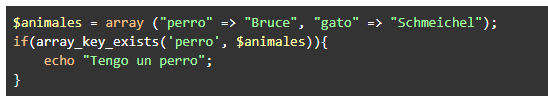 $animales = array ("perro" => "Bruce", "gato" => "Schmeichel");
if(array_key_exists('perro', $animales)){
    echo "Tengo un perro";
}